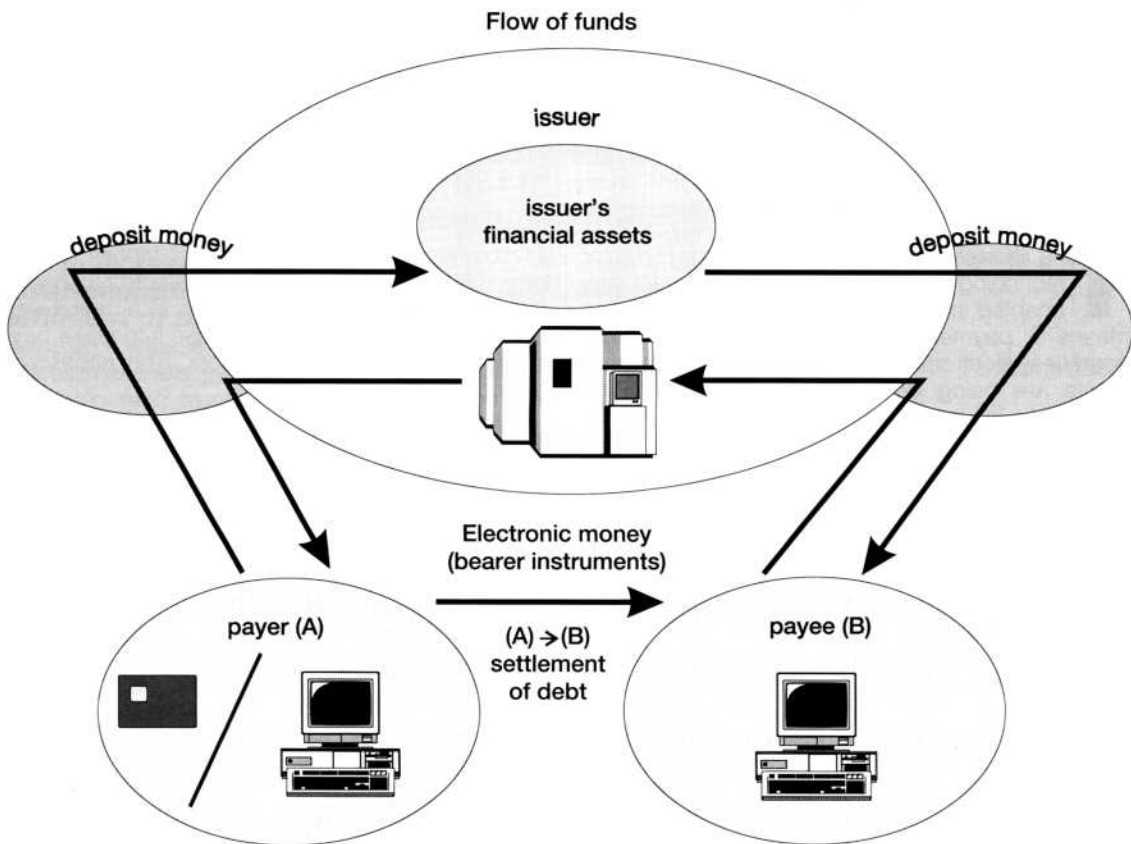 Flow of funds
issuer
issuer's
financial assets
deposit money
deposit money
Electronic money
(bearer instruments)
payer (A)
(A) → (B)
settlement
of debt
payee (B)